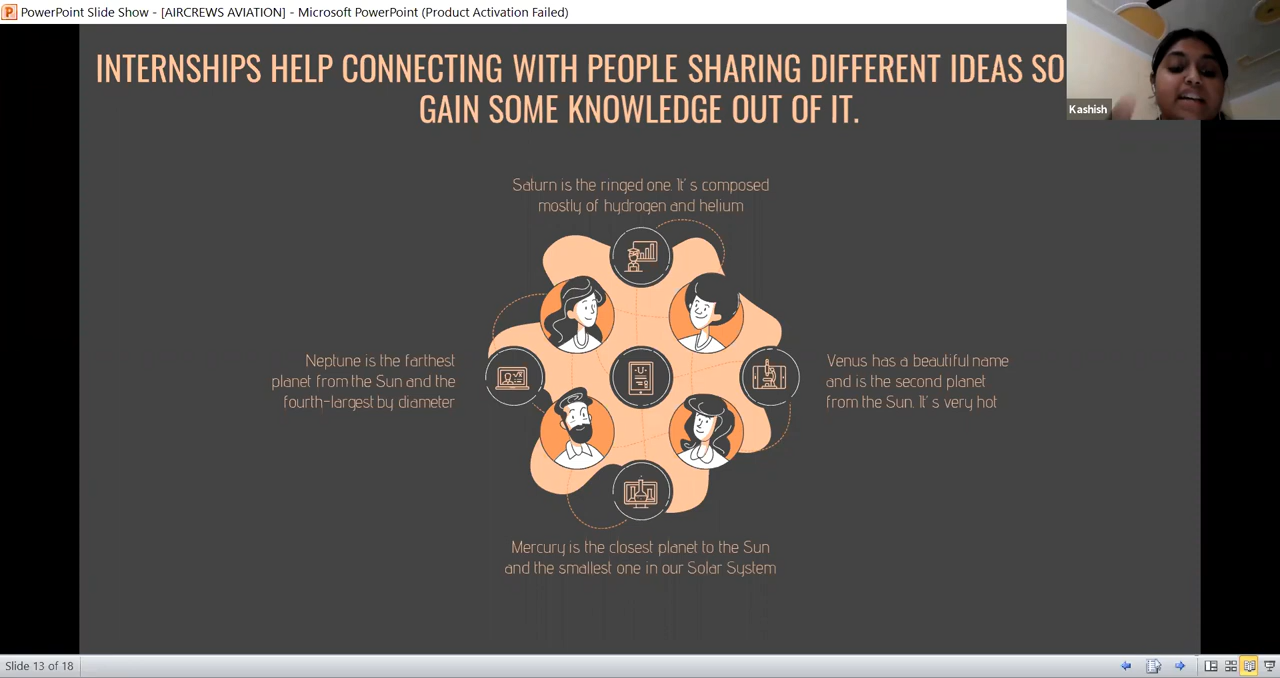 PowerPoint Slide Show - [AIRCREWS AVIATION] - Microsoft PowerPoint (Product Activation Failed)
INTERNSHIPS HELP CONNECTING WITH PEOPLE SHARING DIFFERENT IDEAS SO
GAIN SOME KNOWLEDGE OUT OF IT.
Kashish
Saturn is the ringed one. It's composed
mostly of hydrogen and helium
Neptune is the farthest
planet from the Sun and the
fourth-largest by diameter
Venus has a beautiful name
and is the second planet
from the Sun. It's very hot
Mercury is the closest planet to the Sun
and the smallest one in our Solar System
Slide 13 of 18